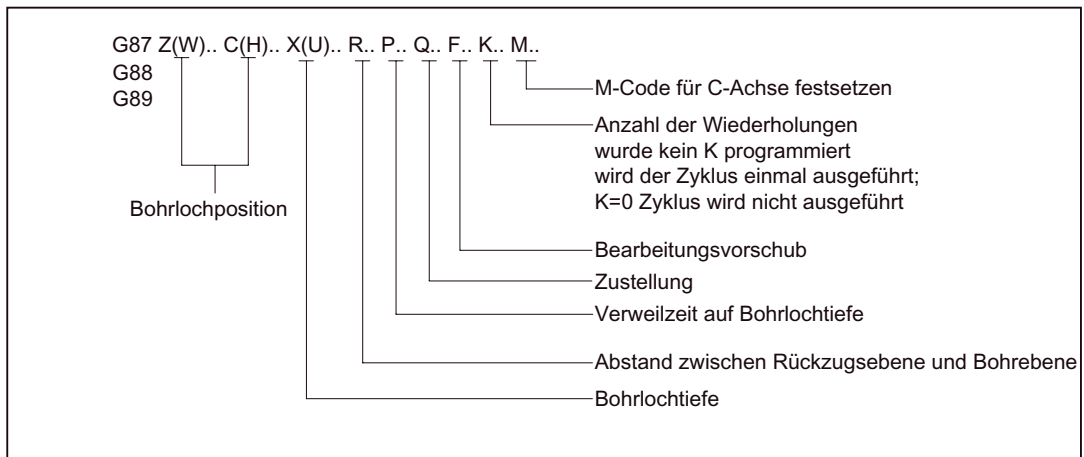 G87 Z(W).. C(H).. X(U).. R.. P.. Q.. F.. K.. M..
G88
G89
M-Code für C-Achse festsetzen
Anzahl der Wiederholungen
wurde kein K programmiert
wird der Zyklus einmal ausgeführt;
K=0 Zyklus wird nicht ausgeführt
Bohrlochposition
Bearbeitungsvorschub
Zustellung
Verweilzeit auf Bohrlochtiefe
Abstand zwischen Rückzugsebene und Bohrebene
Bohrlochtiefe